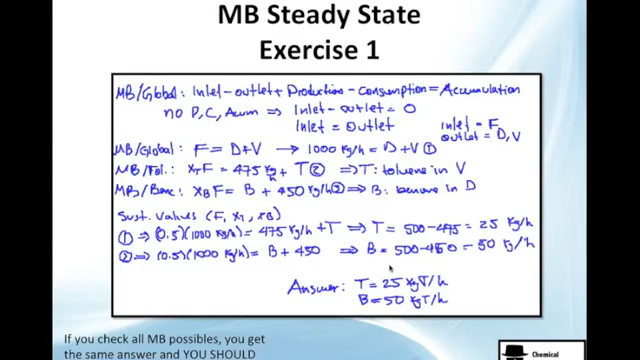 MB Steady State
Exercise 1
MB/Global: Inlet-outlet + Production - Consumption = Accumulation
no P, C, Acum ⟹ Inlet - outlet = 0
Inlet = outlet
inlet = F
outlet = D, V
MB/Global: F = D+V → 1000 kg/h = D+V ①
MB/Tol.: XTF = 475 kg/h + T ② ⟹ T: toluene in V
MB/Benc: XBF = B + 450 kg/h ③ ⟹ B: benzene in D
Sust. values (F, XT, XB)
① ⟹ (0.5)(1000 kg/h) = 475 kg/h + T ⟹ T = 500-475 = 25 kg/h
② ⟹ (0.5)(1000 kg/h) = B + 450 ⟹ B = 500-450 = 50 kg/h
Answer: T = 25 kgT/h
B = 50 kgT/h
If you check all MB possibles, you get
the same answer and YOU SHOULD
Chemical